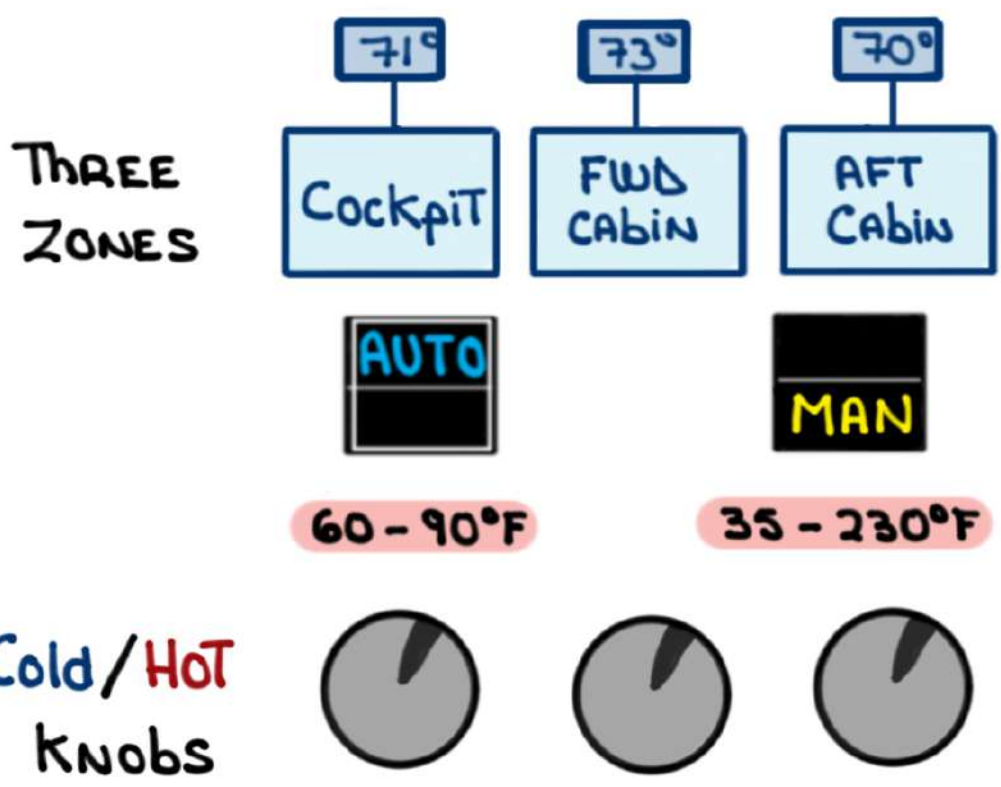 71° 73° 70°
THREE
ZONES
Cockpit
FWD
CABIN
AFT
CABIN
AUTO
MAN
60-90°F
35-230°F
Cold/HOT
KNobS